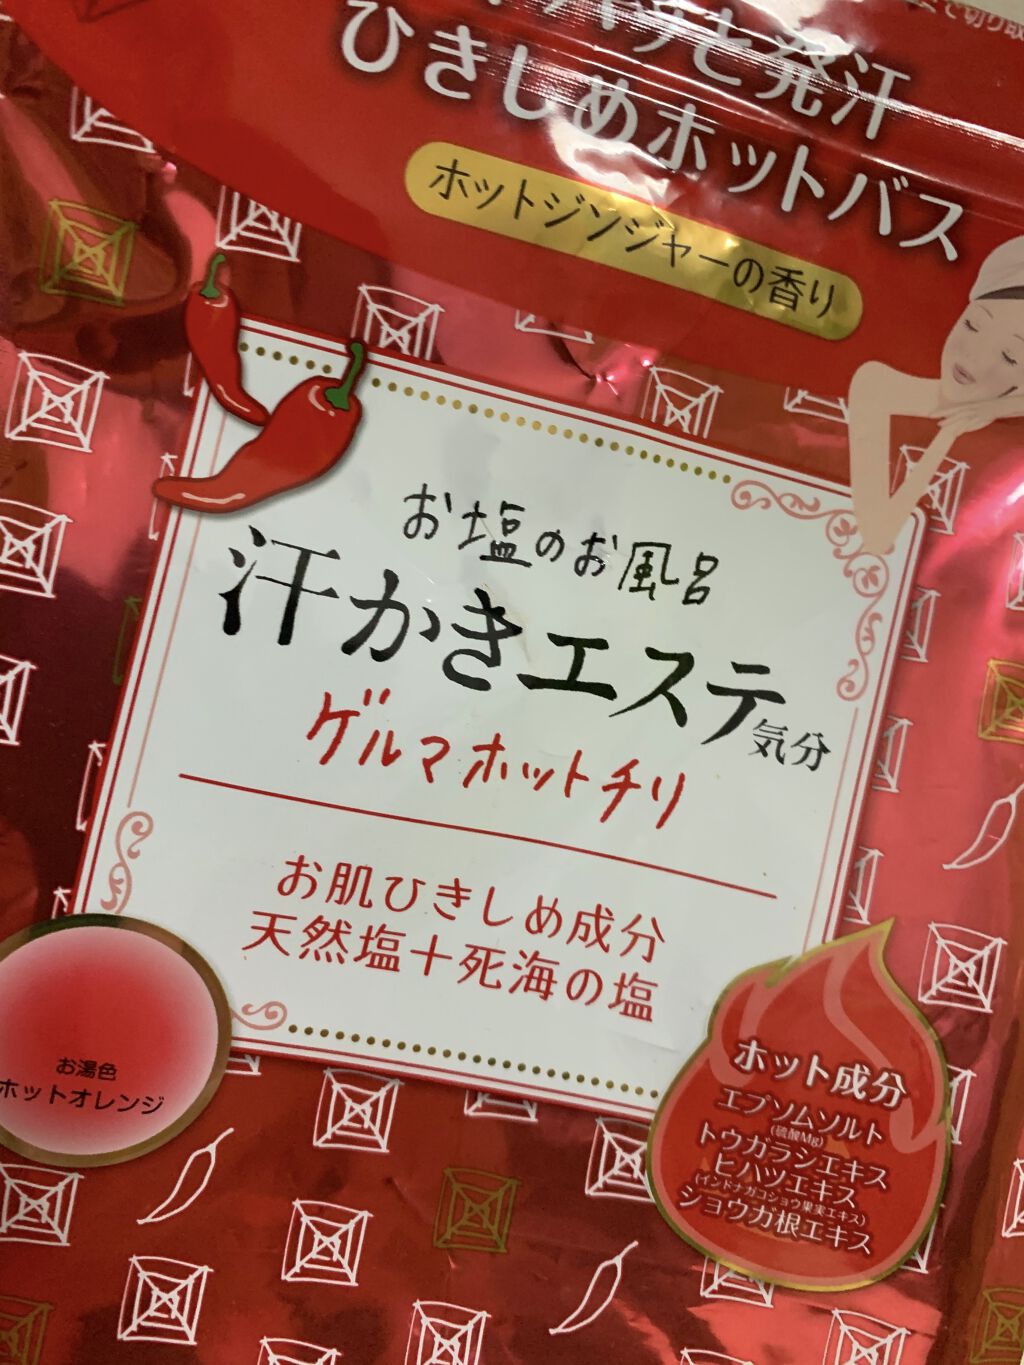 と発汗
ひきしめホットバス
ホットジンジャーの香り
お塩のお風呂
汗かきエステ気分
ゲルマホットチリ
お肌ひきしめ成分
天然塩＋死海の塩
お湯色
ホットオレンジ
ホット成分
エプソムソルト
(硫酸Mg)
トウガラシエキス
ヒハツエキス
(インドナガコショウ果実エキス)
ショウガ根エキス